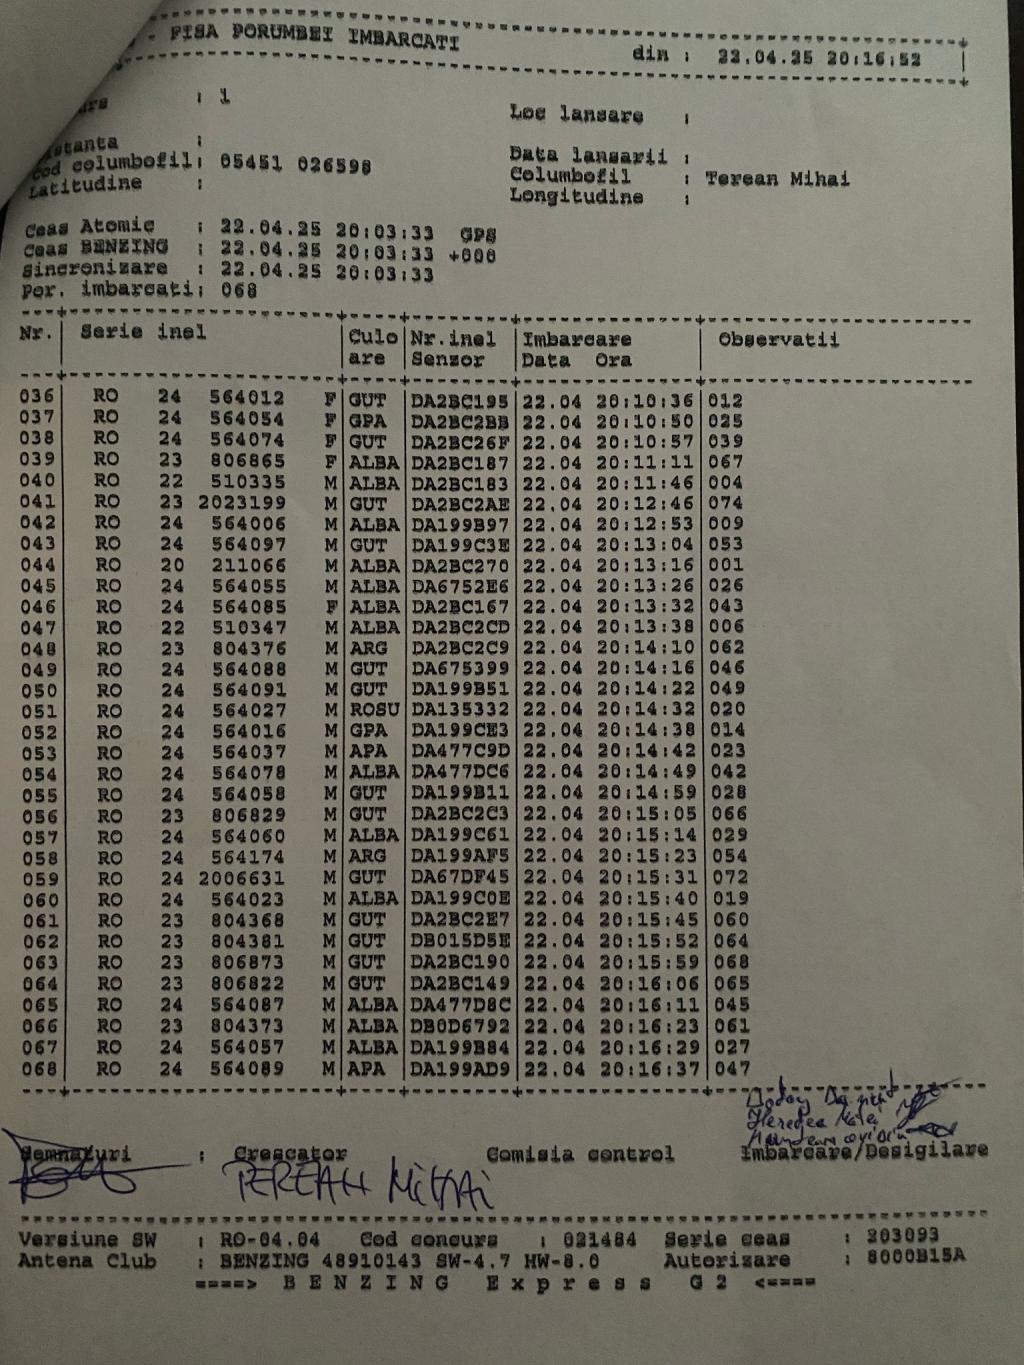 - FISA PORUMBEI IMBARCATI din : 22.04.25 20:16:52
: 1 Loc lansare :
:
Cod columbofil: 05451 026598 Data lansarii :
Latitudine : Columbofil : Terean Mihai
Longitudine :
Ceas Atomic : 22.04.25 20:03:33 GPS
Ceas BENZING : 22.04.25 20:03:33 +000
Sincronizare : 22.04.25 20:03:33
Por. imbarcati: 068
Nr. Serie inel Culo Nr.inel Imbarcare Observatii
are Senzor Data Ora
036 RO 24 564012 F GUT DA2BC195 22.04 20:10:36 012
037 RO 24 564054 F GPA DA2BC2BB 22.04 20:10:50 025
038 RO 24 564074 F GUT DA2BC26F 22.04 20:10:57 039
039 RO 23 806865 F ALBA DA2BC187 22.04 20:11:11 067
040 RO 22 510335 M ALBA DA2BC183 22.04 20:11:46 004
041 RO 23 2023199 M GUT DA2BC2AE 22.04 20:12:46 074
042 RO 24 564006 M ALBA DA199B97 22.04 20:12:53 009
043 RO 24 564097 M GUT DA199C3E 22.04 20:13:04 053
044 RO 20 211066 M ALBA DA2BC270 22.04 20:13:16 001
045 RO 24 564055 M ALBA DA6752E6 22.04 20:13:26 026
046 RO 24 564085 F ALBA DA2BC167 22.04 20:13:32 043
047 RO 22 510347 M ALBA DA2BC2CD 22.04 20:13:38 006
048 RO 23 804376 M ARG DA2BC2C9 22.04 20:14:10 062
049 RO 24 564088 M GUT DA675399 22.04 20:14:16 046
050 RO 24 564091 M GUT DA199B51 22.04 20:14:22 049
051 RO 24 564027 M ROSU DA135332 22.04 20:14:32 020
052 RO 24 564016 M GPA DA199CE3 22.04 20:14:38 014
053 RO 24 564037 M APA DA477C9D 22.04 20:14:42 023
054 RO 24 564078 M ALBA DA477DC6 22.04 20:14:49 042
055 RO 24 564058 M GUT DA199B11 22.04 20:14:59 028
056 RO 23 806829 M GUT DA2BC2C3 22.04 20:15:05 066
057 RO 24 564060 M ALBA DA199C61 22.04 20:15:14 029
058 RO 24 564174 M ARG DA199AF5 22.04 20:15:23 054
059 RO 24 2006631 M GUT DA67DF45 22.04 20:15:31 072
060 RO 24 564023 M ALBA DA199C0E 22.04 20:15:40 019
061 RO 23 804368 M GUT DA2BC2E7 22.04 20:15:45 060
062 RO 23 804381 M GUT DB015D5E 22.04 20:15:52 064
063 RO 23 806873 M GUT DA2BC190 22.04 20:15:59 068
064 RO 23 806822 M GUT DA2BC149 22.04 20:16:06 065
065 RO 24 564087 M ALBA DA477D8C 22.04 20:16:11 045
066 RO 23 804373 M ALBA DB0D6792 22.04 20:16:23 061
067 RO 24 564057 M ALBA DA199B84 22.04 20:16:29 027
068 RO 24 564089 M APA DA199AD9 22.04 20:16:37 047
Semnaturi : Crescator Comisia control Imbarcare/Desigilare
TEREAN MIHAI
Versiune SW : RO-04.04 Cod concurs : 021484 Serie ceas : 203093
Antena Club : BENZING 48910143 SW-4.7 HW-8.0 Autorizare : 8000B15A
====> B E N Z I N G E x p r e s s G 2 <====